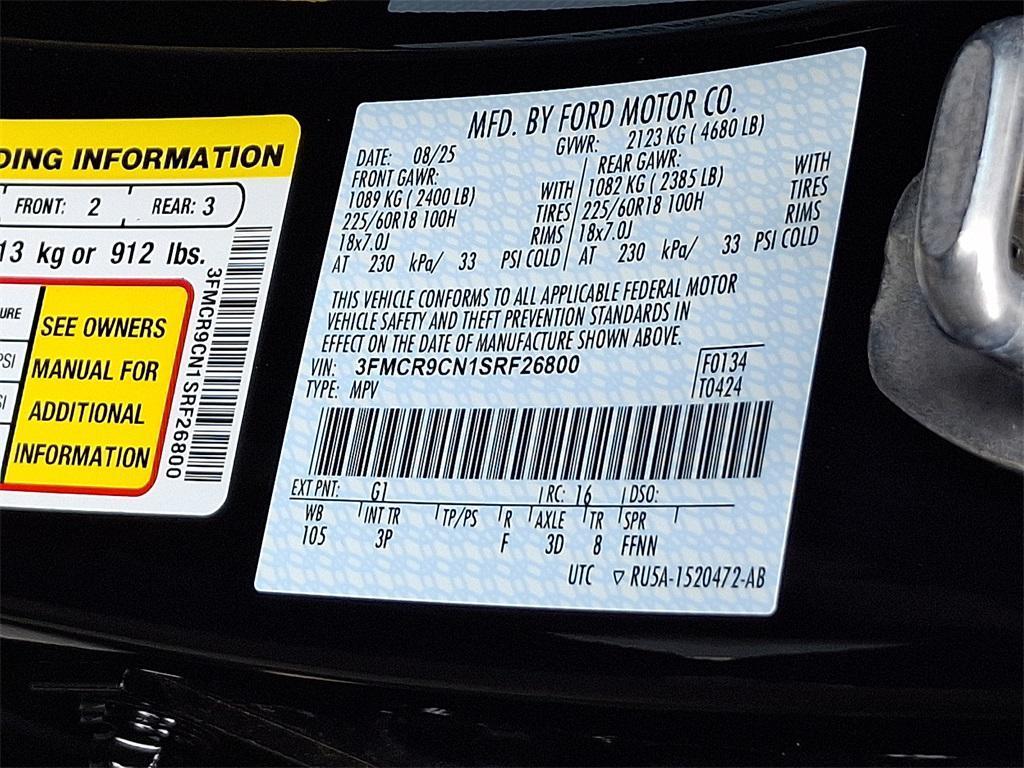 DING INFORMATION
FRONT: 2 REAR: 3
13 kg or 912 lbs.
URE
PSI
SI
SEE OWNERS
MANUAL FOR
ADDITIONAL
INFORMATION
3FMCR9CN1SRF26800
MFD. BY FORD MOTOR CO.
DATE: 08/25 GVWR: 2123 KG ( 4680 LB)
FRONT GAWR: REAR GAWR:
1089 KG ( 2400 LB) WITH 1082 KG ( 2385 LB) WITH
225/60R18 100H TIRES 225/60R18 100H TIRES
18x7.0J RIMS 18x7.0J RIMS
AT 230 kPa/ 33 PSI COLD AT 230 kPa/ 33 PSI COLD
THIS VEHICLE CONFORMS TO ALL APPLICABLE FEDERAL MOTOR
VEHICLE SAFETY AND THEFT PREVENTION STANDARDS IN
EFFECT ON THE DATE OF MANUFACTURE SHOWN ABOVE.
VIN: 3FMCR9CN1SRF26800 F0134
TYPE: MPV T0424
EXT PNT: G1 RC: 16 DSO:
WB INT TR TP/PS R AXLE TR SPR
105 3P F 3D 8 FFNN
UTC ▽ RU5A-1520472-AB